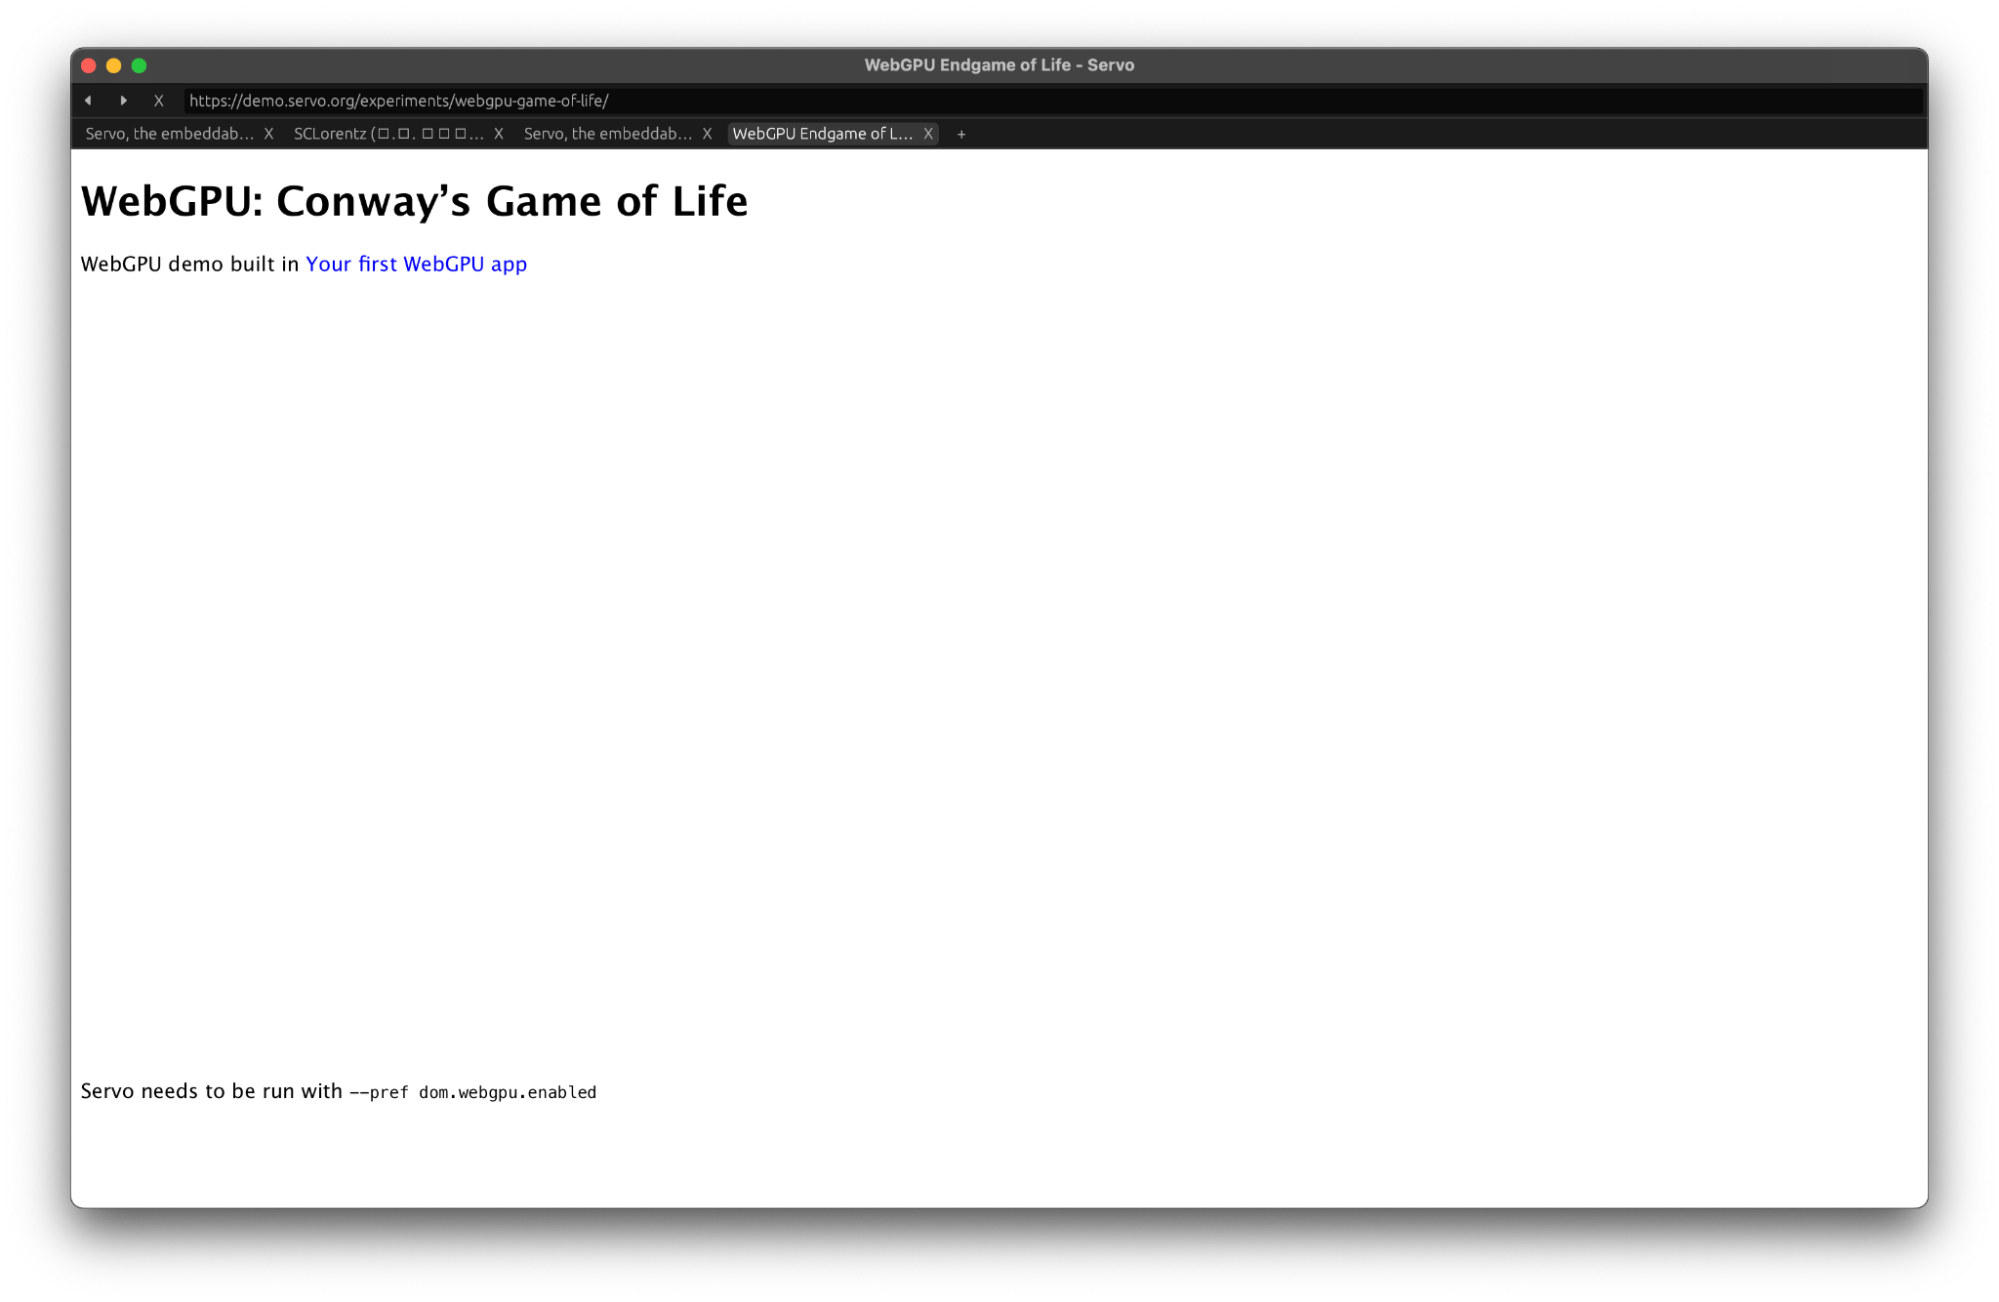 WebGPU Endgame of Life - Servo
X https://demo.servo.org/experiments/webgpu-game-of-life/
Servo, the embeddab... X SCLorentz (□.□. □□□... X Servo, the embeddab... X WebGPU Endgame of L... X +
WebGPU: Conway’s Game of Life
WebGPU demo built in Your first WebGPU app
Servo needs to be run with --pref dom.webgpu.enabled